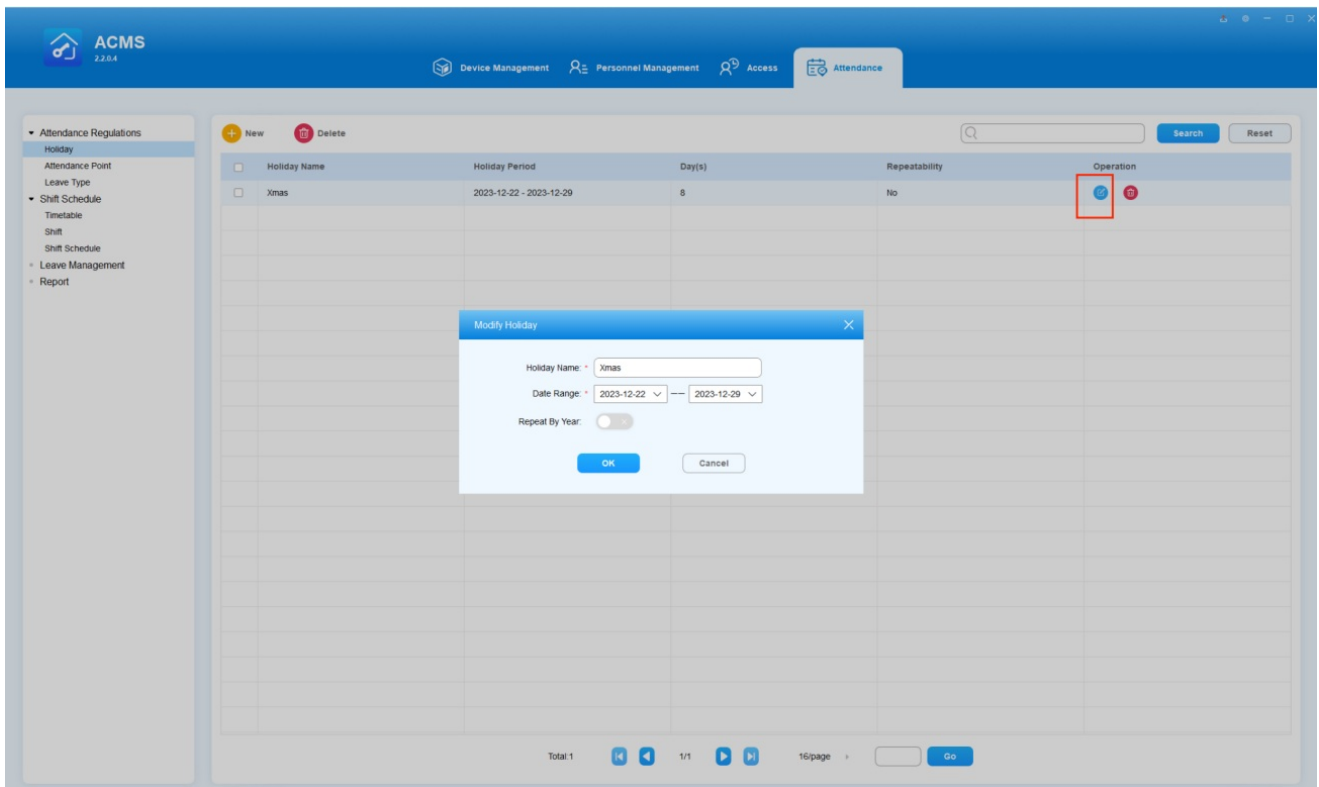 ACMS
2.2.0.4
Device Management Personnel Management Access Attendance
Attendance Regulations
Holiday
Attendance Point
Leave Type
Shift Schedule
Timetable
Shift
Shift Schedule
Leave Management
Report
New Delete Search Reset
Holiday Name Holiday Period Day(s) Repeatability Operation
Xmas 2023-12-22 - 2023-12-29 8 No
Modify Holiday
Holiday Name: * Xmas
Date Range: * 2023-12-22 —— 2023-12-29
Repeat By Year:
OK Cancel
Total:1 1/1 16/page Go